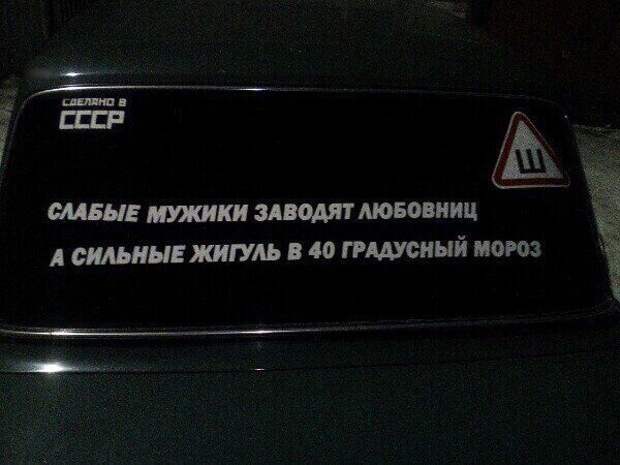 СДЕЛАНО В
СССР
Ш
СЛАБЫЕ МУЖИКИ ЗАВОДЯТ ЛЮБОВНИЦ
А СИЛЬНЫЕ ЖИГУЛЬ В 40 ГРАДУСНЫЙ МОРОЗ